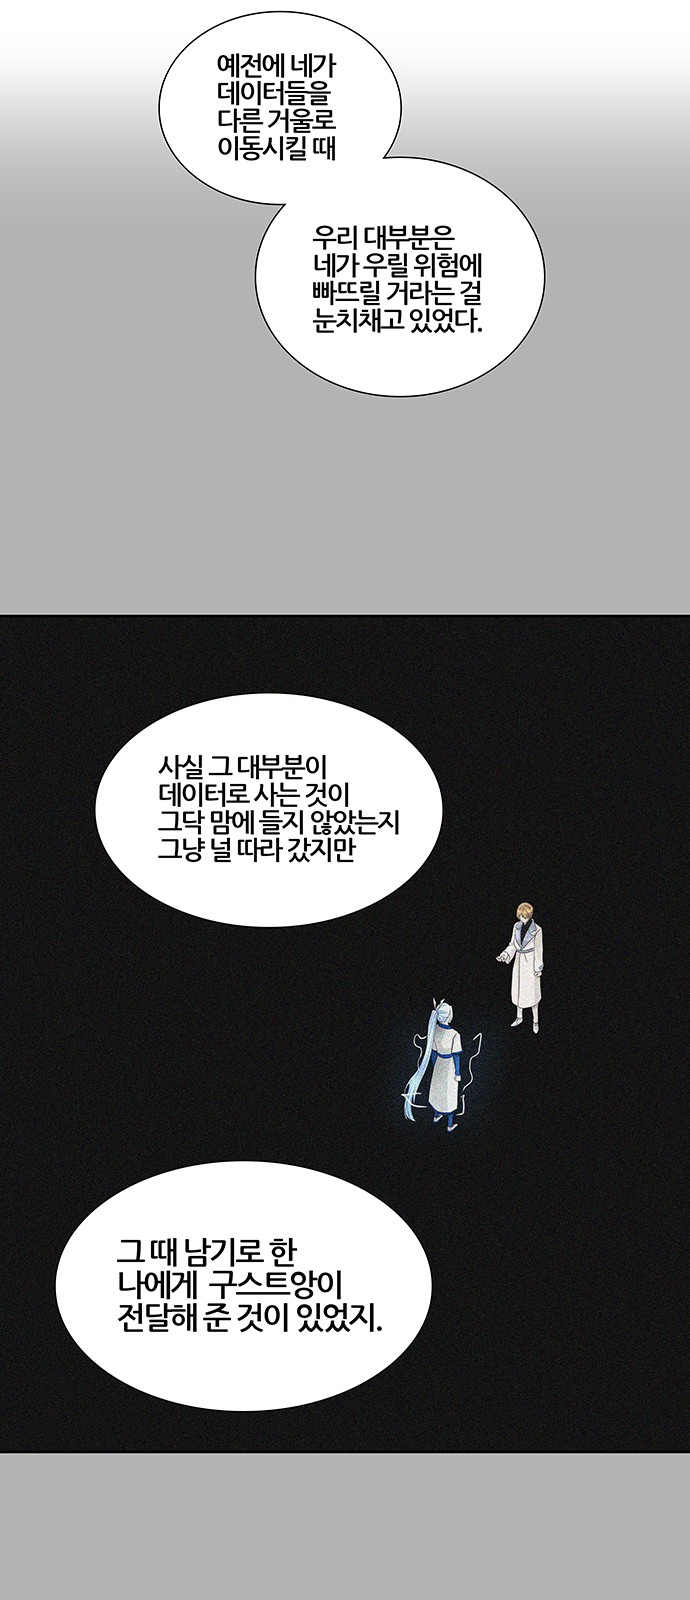 예전에 네가
데이터들을
다른 거울로
이동시킬 때
우리 대부분은
네가 우릴 위험에
빠뜨릴 거라는 걸
눈치채고 있었다.
사실 그 대부분이
데이터로 사는 것이
그닥 맘에 들지 않았는지
그냥 널 따라 갔지만
그 때 남기로 한
나에게 구스트앙이
전달해 준 것이 있었지.